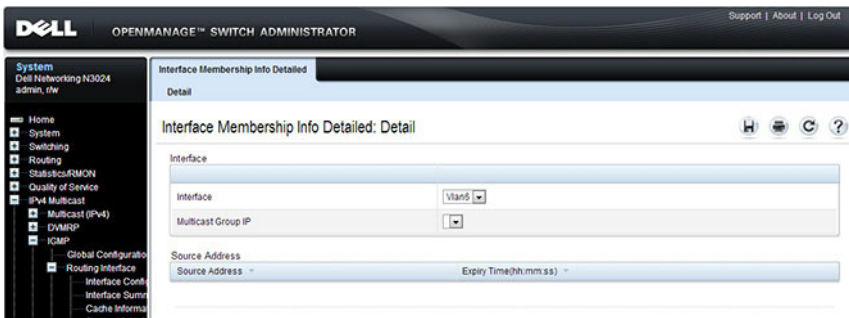 Support | About | Log Out
DELL OPENMANAGE™ SWITCH ADMINISTRATOR
System
Dell Networking N3024
admin, r/w
Home
System
Switching
Routing
Statistics/RMON
Quality of Service
IPv4 Multicast
Multicast (IPv4)
DVMRP
IGMP
Global Configuratio
Routing Interface
Interface Confi
Interface Summ
Cache Informa
Interface Membership Info Detailed
Detail
Interface Membership Info Detailed: Detail
Interface
Interface Vlan5
Multicast Group IP
Source Address
Source Address Expiry Time(hh:mm:ss)